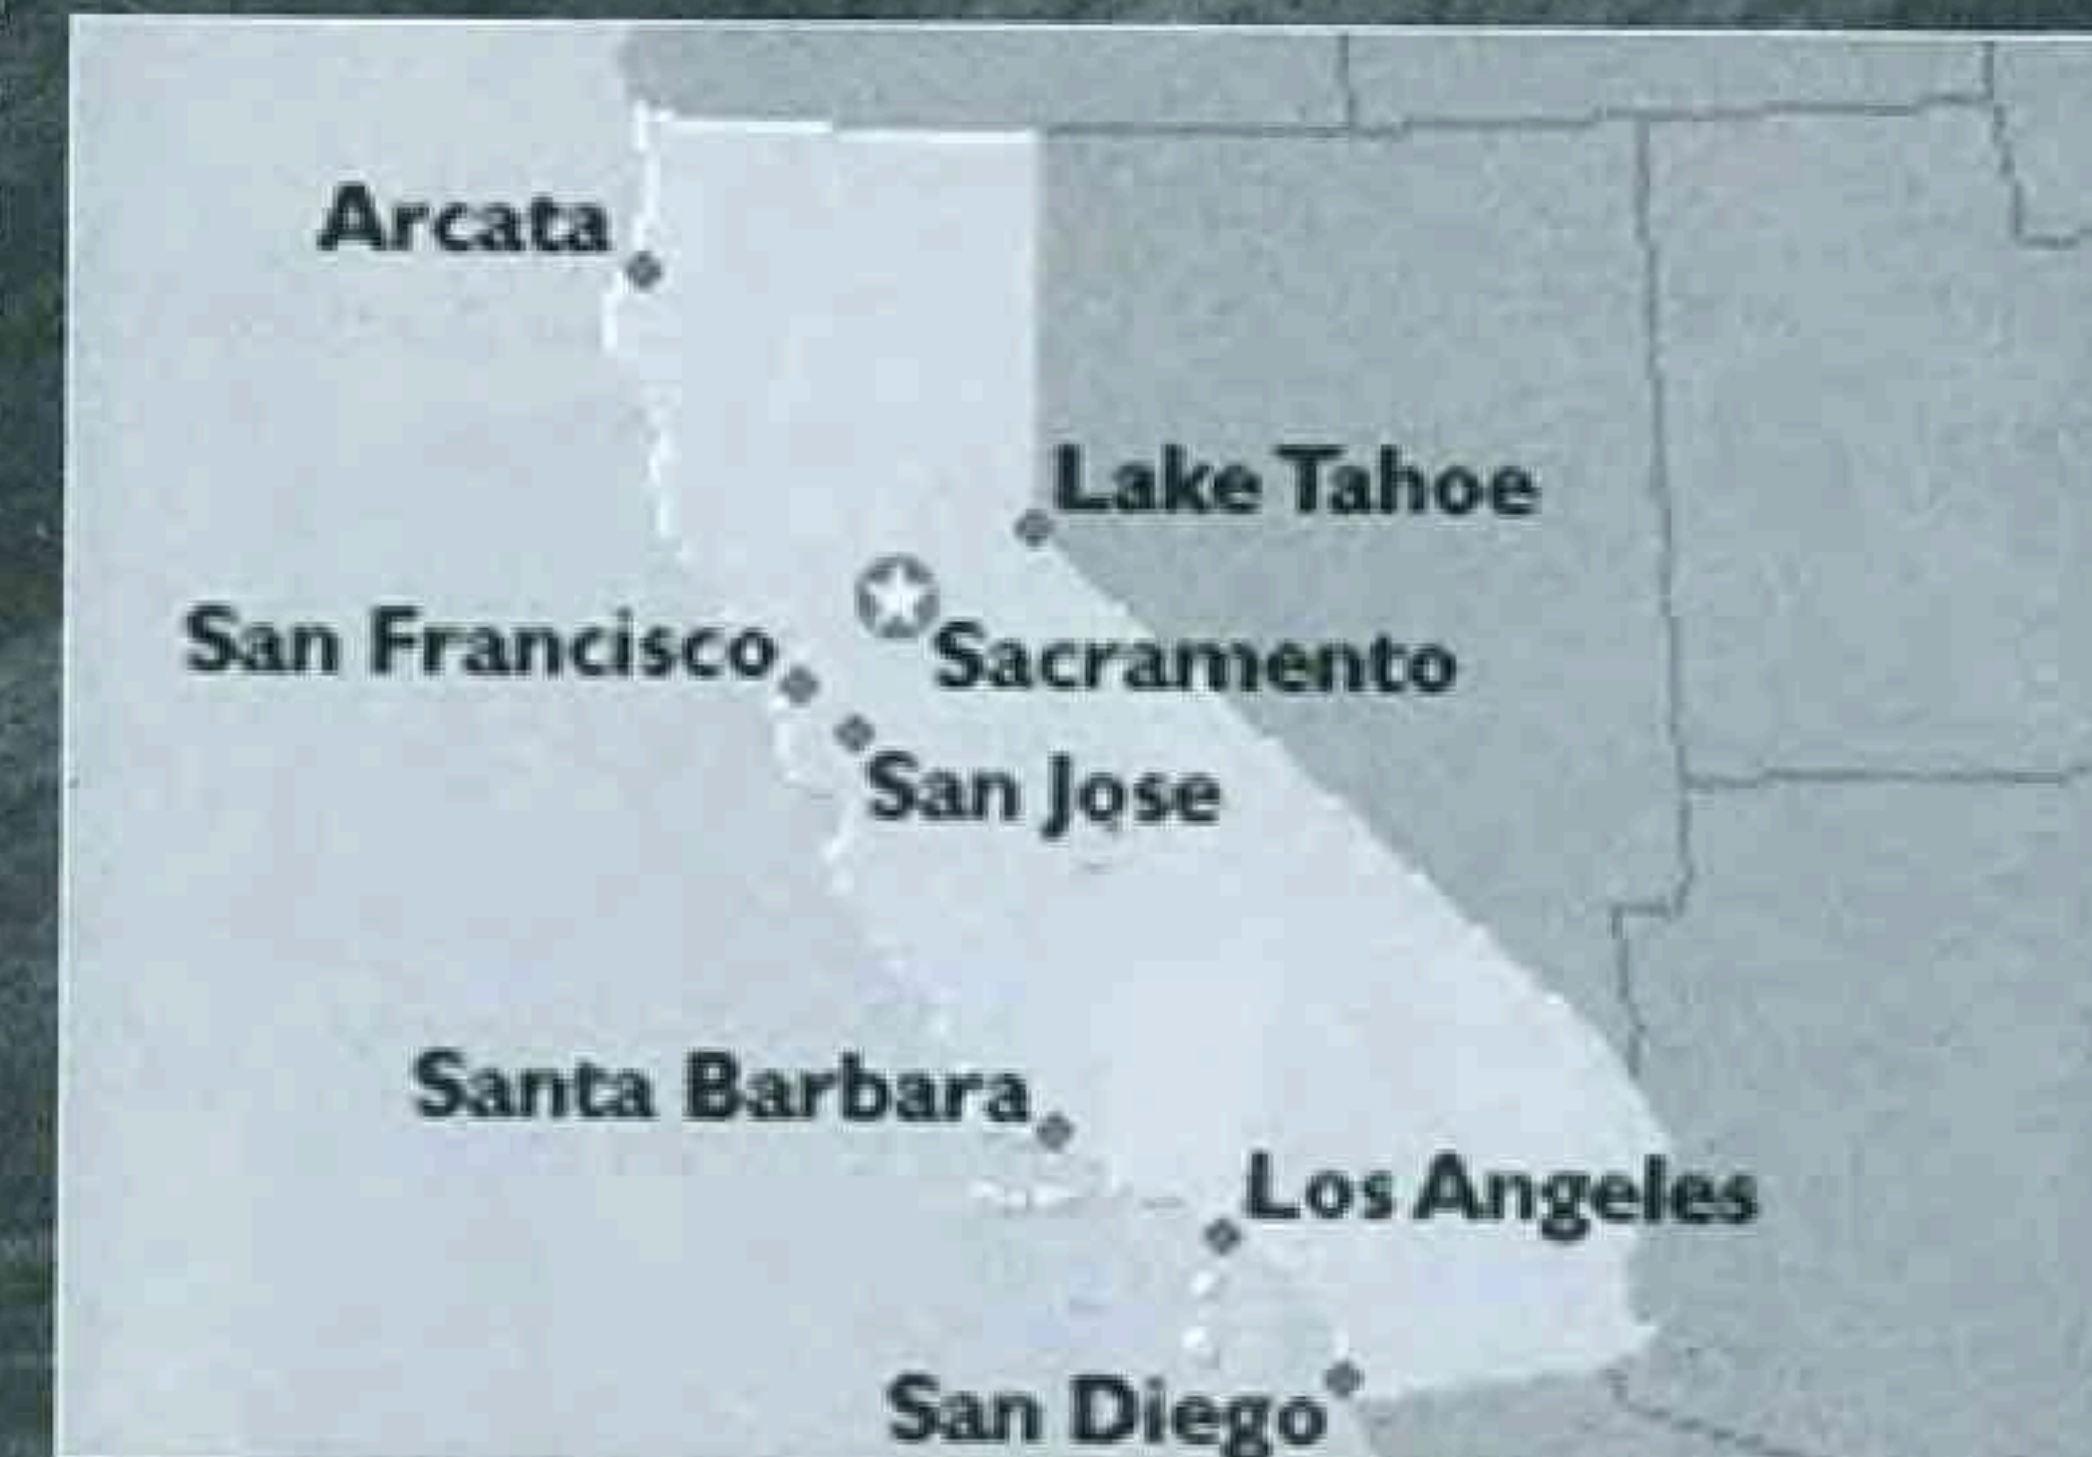 Arcata
Lake Tahoe
San Francisco
Sacramento
San Jose
Santa Barbara
Los Angeles
San Diego